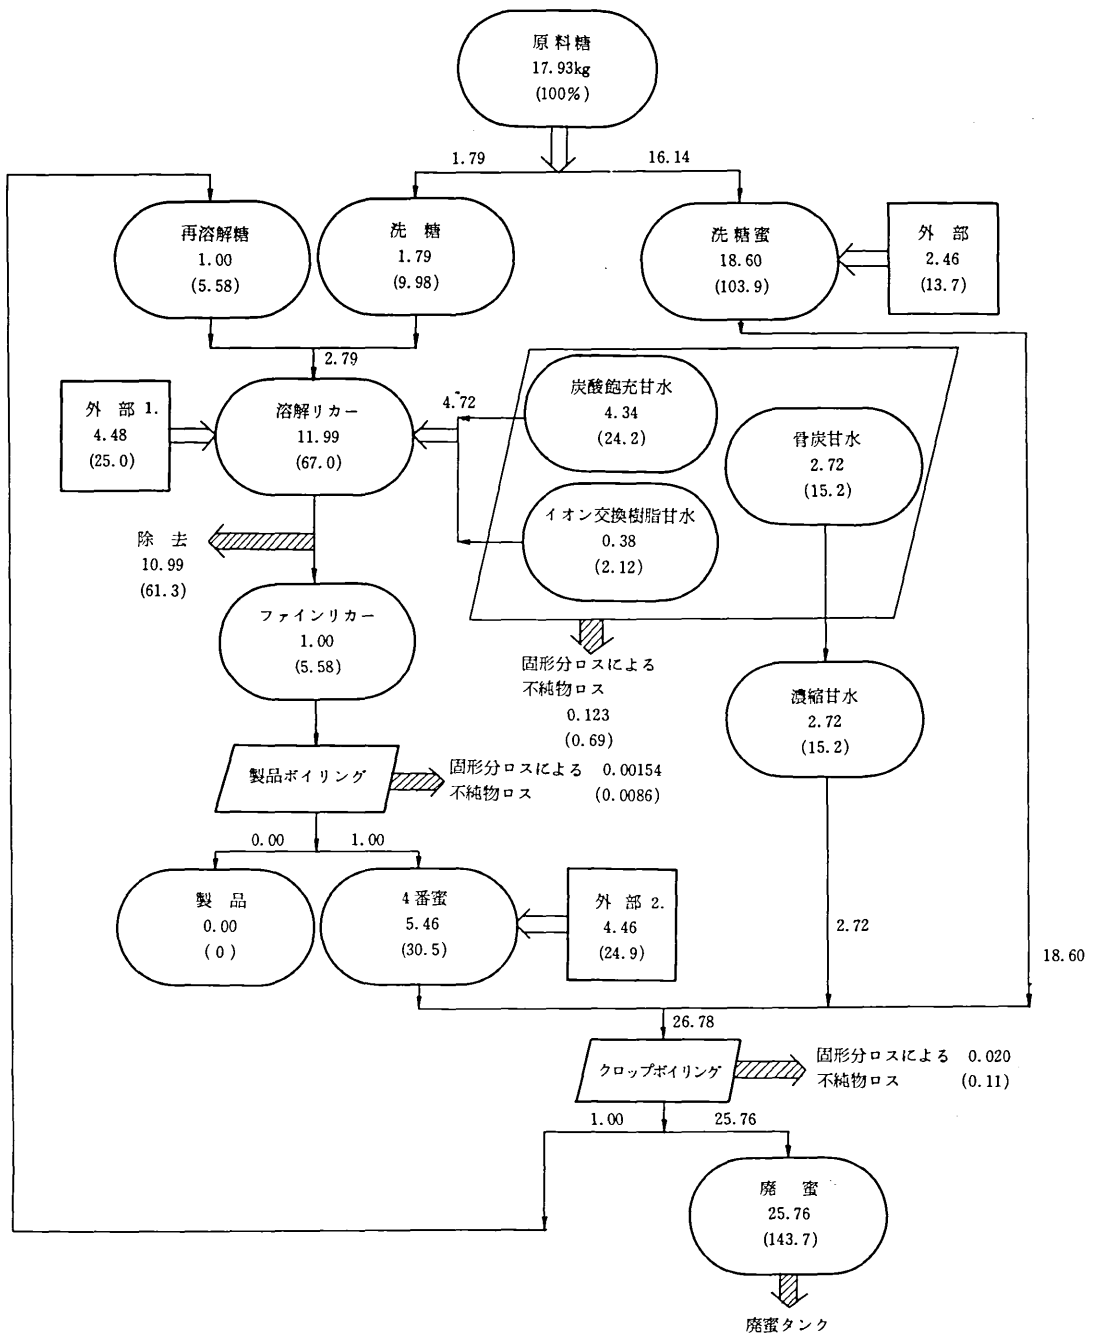 原料糖
17.93kg
(100%)
1.79
16.14
再溶解糖
1.00
(5.58)
洗 糖
1.79
(9.98)
洗糖蜜
18.60
(103.9)
外 部
2.46
(13.7)
2.79
外 部 1.
4.48
(25.0)
溶解リカー
11.99
(67.0)
4.72
炭酸飽充甘水
4.34
(24.2)
骨炭甘水
2.72
(15.2)
イオン交換樹脂甘水
0.38
(2.12)
除 去
10.99
(61.3)
ファインリカー
1.00
(5.58)
固形分ロスによる
不純物ロス
0.123
(0.69)
濃縮甘水
2.72
(15.2)
製品ボイリング
固形分ロスによる 0.00154
不純物ロス (0.0086)
0.00
1.00
製 品
0.00
(0)
4番蜜
5.46
(30.5)
外 部 2.
4.46
(24.9)
2.72
18.60
26.78
クロップボイリング
固形分ロスによる 0.020
不純物ロス (0.11)
1.00
25.76
廃 蜜
25.76
(143.7)
廃蜜タンク